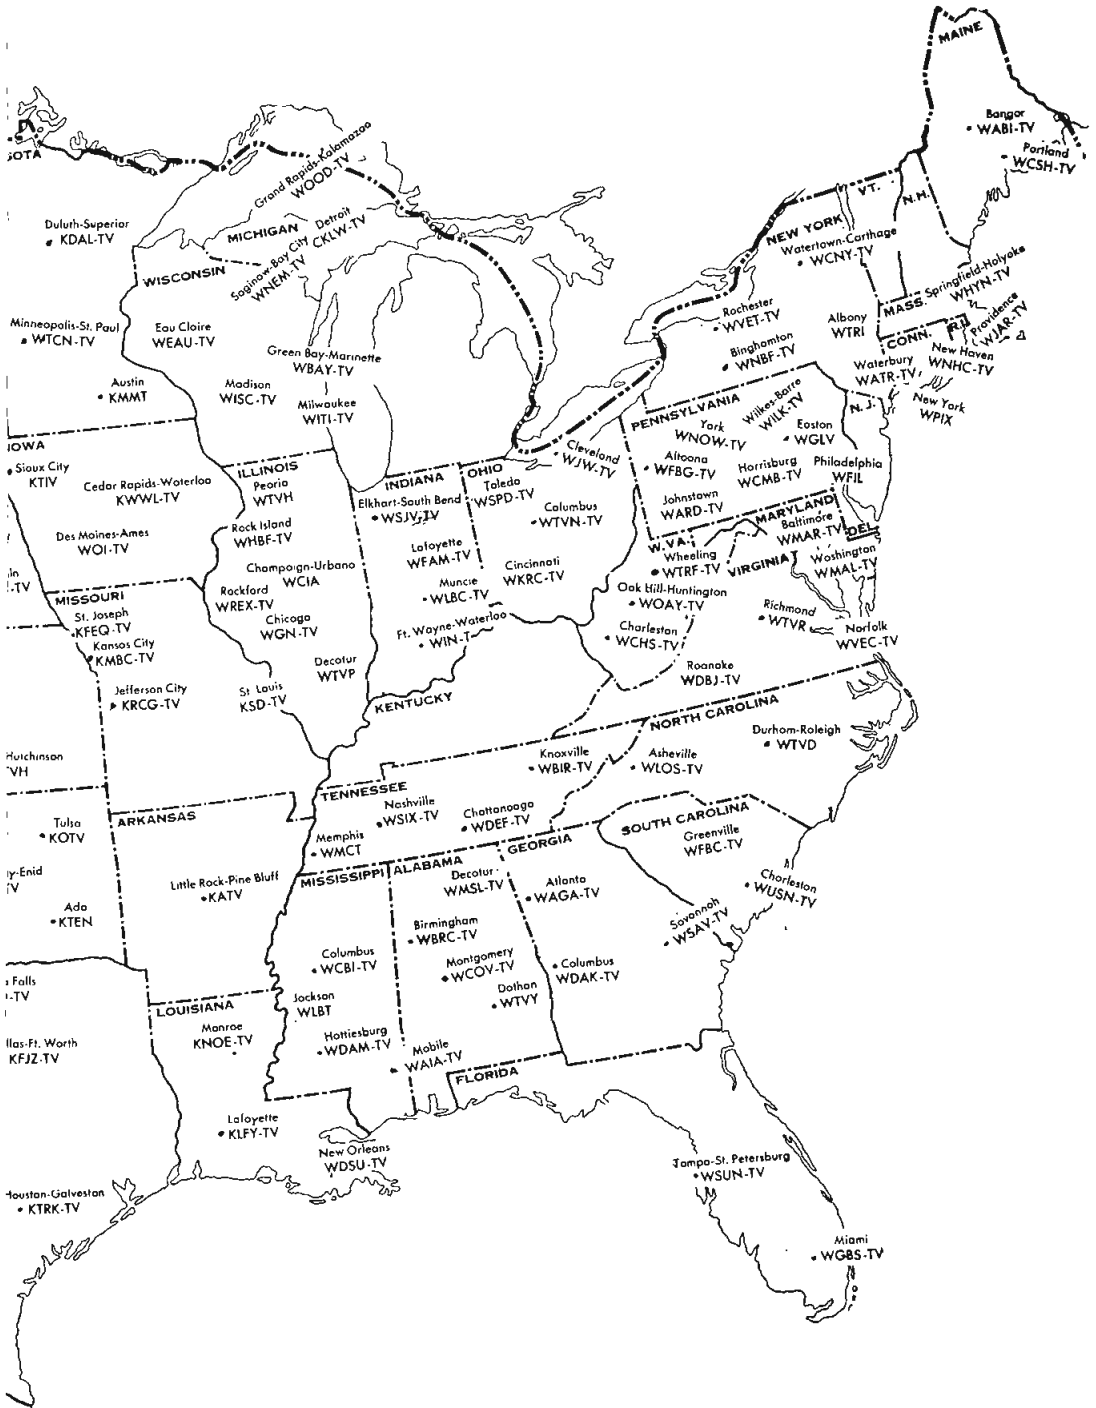 MAINE
Bangor
WABI-TV
Portland
WCSH-TV
SOTA
Grand Rapids-Kalamazoo
WOOD-TV
VT.
N.H.
Duluth-Superior
KDAL-TV
MICHIGAN
Detroit
CKLW-TV
NEW YORK
Watertown-Carthage
WCNY-TV
WISCONSIN
Saginow-Bay City
WNEM-TV
MASS.
Springfield-Holyoke
WHYN-TV
Minneapolis-St. Paul
WTCN-TV
Eau Claire
WEAU-TV
Rochester
WVET-TV
Albony
WTRI
CONN.
R.I.
Providence
WJAR-TV
Green Bay-Marinette
WBAY-TV
Binghamton
WNBF-TV
Waterbury
WATR-TV
New Haven
WNHC-TV
Austin
KMMT
Madison
WISC-TV
Milwaukee
WITI-TV
PENNSYLVANIA
Wilkes-Barre
WILK-TV
N.J.
New York
WPIX
IOWA
York
WNOW-TV
Easton
WGLV
Sioux City
KTIV
Cedar Rapids-Waterloo
KWWL-TV
ILLINOIS
Peoria
WTVH
INDIANA
Elkhart-South Bend
WSJV-TV
OHIO
Toledo
WSPD-TV
Cleveland
WJW-TV
Altoona
WFBG-TV
Horrisburg
WCMB-TV
Philadelphia
WFIL
Des Moines-Ames
WOI-TV
Rock Island
WHBF-TV
Columbus
WTVN-TV
Johnstown
WARD-TV
MARYLAND
Baltimore
WMAR-TV
DEL.
Lafayette
WFAM-TV
W.VA.
Wheeling
WTRF-TV
VIRGINIA
Washington
WMAL-TV
Champaign-Urbano
WCIA
Cincinnati
WKRC-TV
MISSOURI
St. Joseph
KFEQ-TV
Rockford
WREX-TV
Muncie
WLBC-TV
Oak Hill-Huntington
WOAY-TV
Kansas City
KMBC-TV
Chicago
WGN-TV
Ft. Wayne-Waterloo
WIN-T
Charleston
WCHS-TV
Richmond
WTVR
Norfolk
WVEC-TV
Jefferson City
KRCG-TV
St. Louis
KSD-TV
Decatur
WTVP
KENTUCKY
Roanoke
WDBJ-TV
Hutchinson
VH
NORTH CAROLINA
Knoxville
WBIR-TV
Asheville
WLOS-TV
Durham-Raleigh
WTVD
TENNESSEE
Nashville
WSIX-TV
Chattanooga
WDEF-TV
ARKANSAS
Tulsa
KOTV
Memphis
WMCT
SOUTH CAROLINA
Greenville
WFBC-TV
y-Enid
V
Little Rock-Pine Bluff
KATV
MISSISSIPPI
ALABAMA
GEORGIA
Decatur
WMSL-TV
Atlanta
WAGA-TV
Charleston
WUSN-TV
Ada
KTEN
Birmingham
WBRC-TV
Savannah
WSAV-TV
Falls
-TV
Columbus
WCBI-TV
Montgomery
WCOV-TV
Columbus
WDAK-TV
LOUISIANA
Jackson
WLBT
Dothan
WTVY
llas-Ft. Worth
KFJZ-TV
Monroe
KNOE-TV
Hattiesburg
WDAM-TV
Mobile
WAIA-TV
FLORIDA
Lafayette
KLFY-TV
New Orleans
WDSU-TV
Tampa-St. Petersburg
WSUN-TV
Houston-Galveston
KTRK-TV
Miami
WGBS-TV